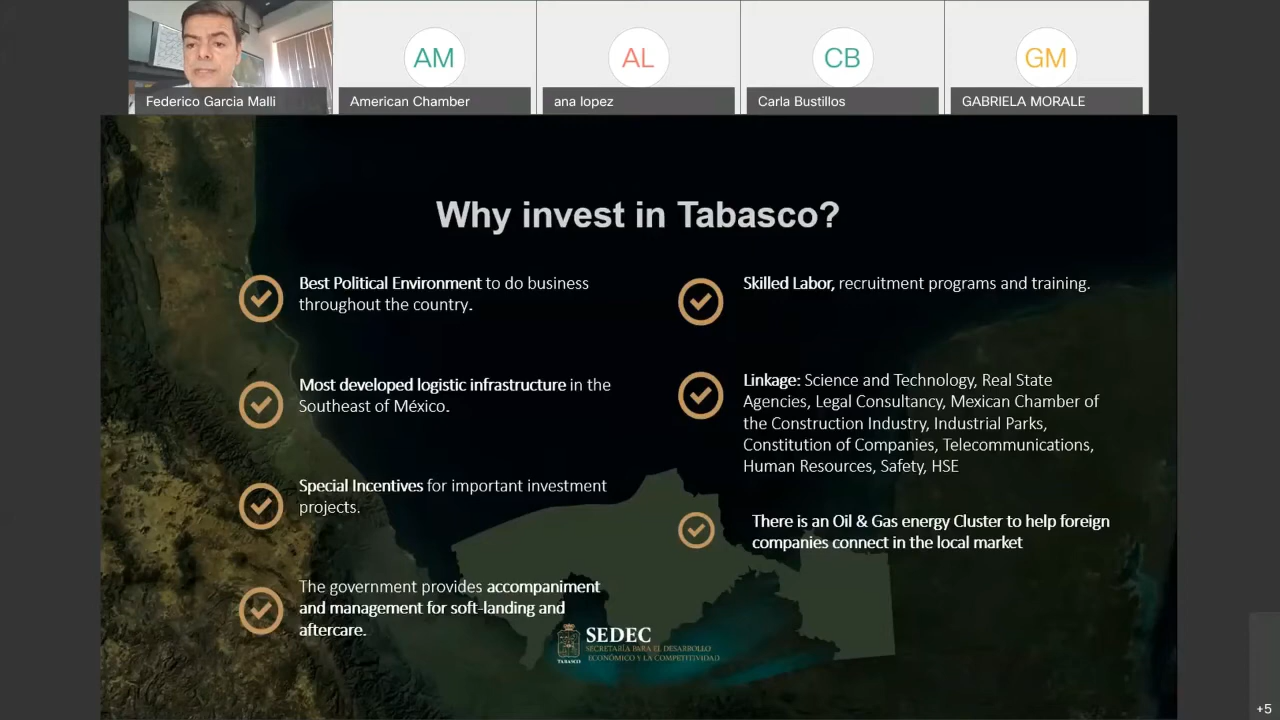 AM
AL
CB
GM
Federico Garcia Malli
American Chamber
ana lopez
Carla Bustillos
GABRIELA MORALE
Why invest in Tabasco?
Best Political Environment to do business
throughout the country.
Most developed logistic infrastructure in the
Southeast of México.
Special Incentives for important investment
projects.
The government provides accompaniment
and management for soft-landing and
aftercare.
Skilled Labor, recruitment programs and training.
Linkage: Science and Technology, Real State
Agencies, Legal Consultancy, Mexican Chamber of
the Construction Industry, Industrial Parks,
Constitution of Companies, Telecommunications,
Human Resources, Safety, HSE
There is an Oil & Gas energy Cluster to help foreign
companies connect in the local market
TABASCO
SEDEC
SECRETARÍA PARA EL DESARROLLO
ECONÓMICO Y LA COMPETITIVIDAD
+5